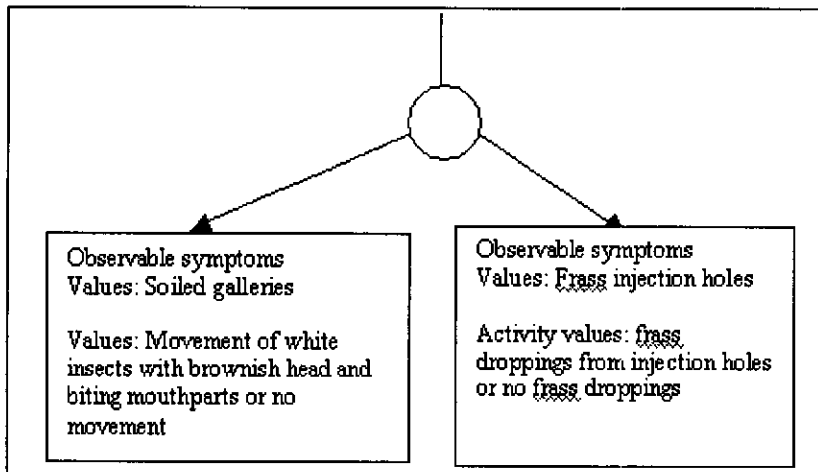 Observable symptoms
Values: Soiled galleries
Values: Movement of white
insects with brownish head and
biting mouthparts or no
movement
Observable symptoms
Values: Frass injection holes
Activity values: frass
droppings from injection holes
or no frass droppings